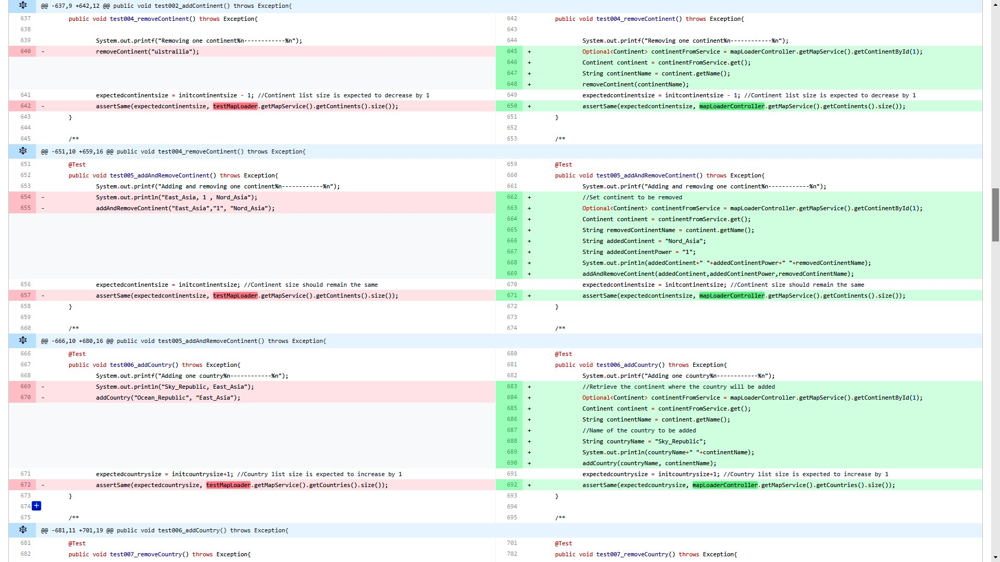 @@ -637,9 +642,12 @@ public void test002_addContinent() throws Exception{
637 public void test004_removeContinent() throws Exception{
638
639 System.out.printf("Removing one continent%n------------%n");
640 - removeContinent("ulstrailia");
641 expectedcontinentsize = initcontinentsize - 1; //Continent list size is expected to decrease by 1
642 - assertSame(expectedcontinentsize, testMapLoader.getMapService().getContinents().size());
643 }
644
645 /**
642 public void test004_removeContinent() throws Exception{
643
644 System.out.printf("Removing one continent%n------------%n");
645 + Optional<Continent> continentFromService = mapLoaderController.getMapService().getContinentById(1);
646 + Continent continent = continentFromService.get();
647 + String continentName = continent.getName();
648 + removeContinent(continentName);
649 expectedcontinentsize = initcontinentsize - 1; //Continent list size is expected to decrease by 1
650 + assertSame(expectedcontinentsize, mapLoaderController.getMapService().getContinents().size());
651 }
652
653 /**
@@ -651,10 +659,16 @@ public void test004_removeContinent() throws Exception{
651 @Test
652 public void test005_addAndRemoveContinent() throws Exception{
653 System.out.printf("Adding and removing one continent%n------------%n");
654 - System.out.println("East_Asia, 1 , Nord_Asia");
655 - addAndRemoveContinent("East_Asia","1", "Nord_Asia");
656 expectedcontinentsize = initcontinentsize; //Continent size should remain the same
657 - assertSame(expectedcontinentsize, testMapLoader.getMapService().getContinents().size());
658 }
659
660 /**
659 @Test
660 public void test005_addAndRemoveContinent() throws Exception{
661 System.out.printf("Adding and removing one continent%n------------%n");
662 + //Set continent to be removed
663 + Optional<Continent> continentFromService = mapLoaderController.getMapService().getContinentById(1);
664 + Continent continent = continentFromService.get();
665 + String removedContinentName = continent.getName();
666 + String addedContinent = "Nord_Asia";
667 + String addedContinentPower = "1";
668 + System.out.println(addedContinent+" "+addedContinentPower+" "+removedContinentName);
669 + addAndRemoveContinent(addedContinent,addedContinentPower,removedContinentName);
670 expectedcontinentsize = initcontinentsize; //Continent size should remain the same
671 + assertSame(expectedcontinentsize, mapLoaderController.getMapService().getContinents().size());
672 }
673
674 /**
@@ -666,10 +680,16 @@ public void test005_addAndRemoveContinent() throws Exception{
666 @Test
667 public void test006_addCountry() throws Exception{
668 System.out.printf("Adding one country%n------------%n");
669 - System.out.println("Sky_Republic, East_Asia");
670 - addCountry("Ocean_Republic", "East_Asia");
671 expectedcountrysize = initcountrysize+1; //Country list size is expected to increase by 1
672 - assertSame(expectedcountrysize, testMapLoader.getMapService().getCountries().size());
673 }
674 +
675 /**
680 @Test
681 public void test006_addCountry() throws Exception{
682 System.out.printf("Adding one country%n------------%n");
683 + //Retrieve the continent where the country will be added
684 + Optional<Continent> continentFromService = mapLoaderController.getMapService().getContinentById(1);
685 + Continent continent = continentFromService.get();
686 + String continentName = continent.getName();
687 + //Name of the country to be added
688 + String countryName = "Sky_Republic";
689 + System.out.println(countryName+" "+continentName);
690 + addCountry(countryName, continentName);
691 expectedcountrysize = initcountrysize+1; //Country list size is expected to increase by 1
692 + assertSame(expectedcountrysize, mapLoaderController.getMapService().getCountries().size());
693 }
694
695 /**
@@ -681,11 +701,19 @@ public void test006_addCountry() throws Exception{
681 @Test
682 public void test007_removeCountry() throws Exception{
701 @Test
702 public void test007_removeCountry() throws Exception{